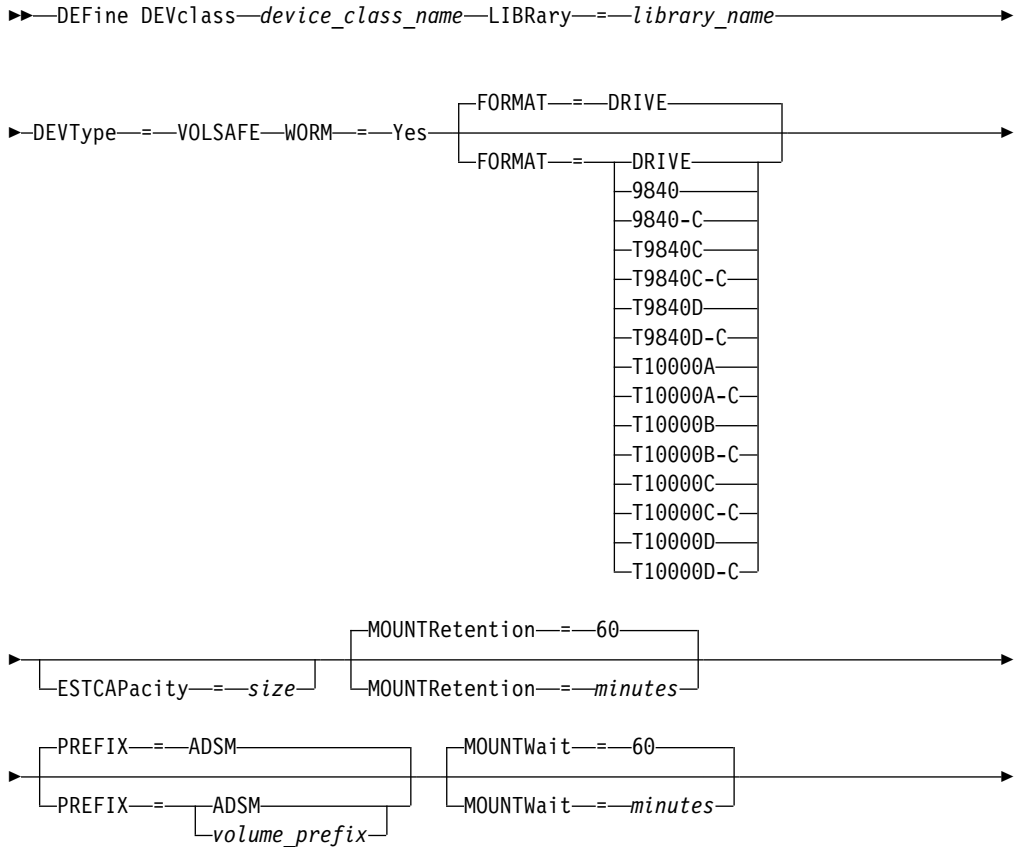 DEFine DEVclass device_class_name LIBRary = library_name
FORMAT = DRIVE
DEVType = VOLSAFE WORM = Yes
FORMAT = DRIVE
9840
9840-C
T9840C
T9840C-C
T9840D
T9840D-C
T10000A
T10000A-C
T10000B
T10000B-C
T10000C
T10000C-C
T10000D
T10000D-C
MOUNTRetention = 60
ESTCAPacity = size MOUNTRetention = minutes
PREFIX = ADSM MOUNTWait = 60
PREFIX = ADSM MOUNTWait = minutes
volume_prefix